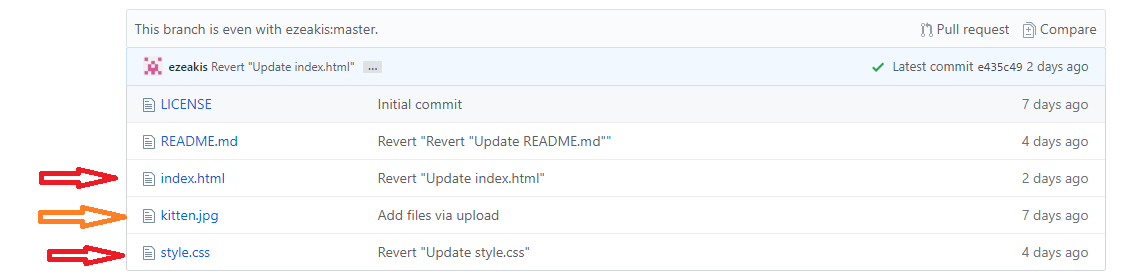 This branch is even with ezeakis:master. Pull request Compare
ezeakis Revert "Update index.html" ... Latest commit e435c49 2 days ago
LICENSE Initial commit 7 days ago
README.md Revert "Revert "Update README.md"" 4 days ago
index.html Revert "Update index.html" 2 days ago
kitten.jpg Add files via upload 7 days ago
style.css Revert "Update style.css" 4 days ago